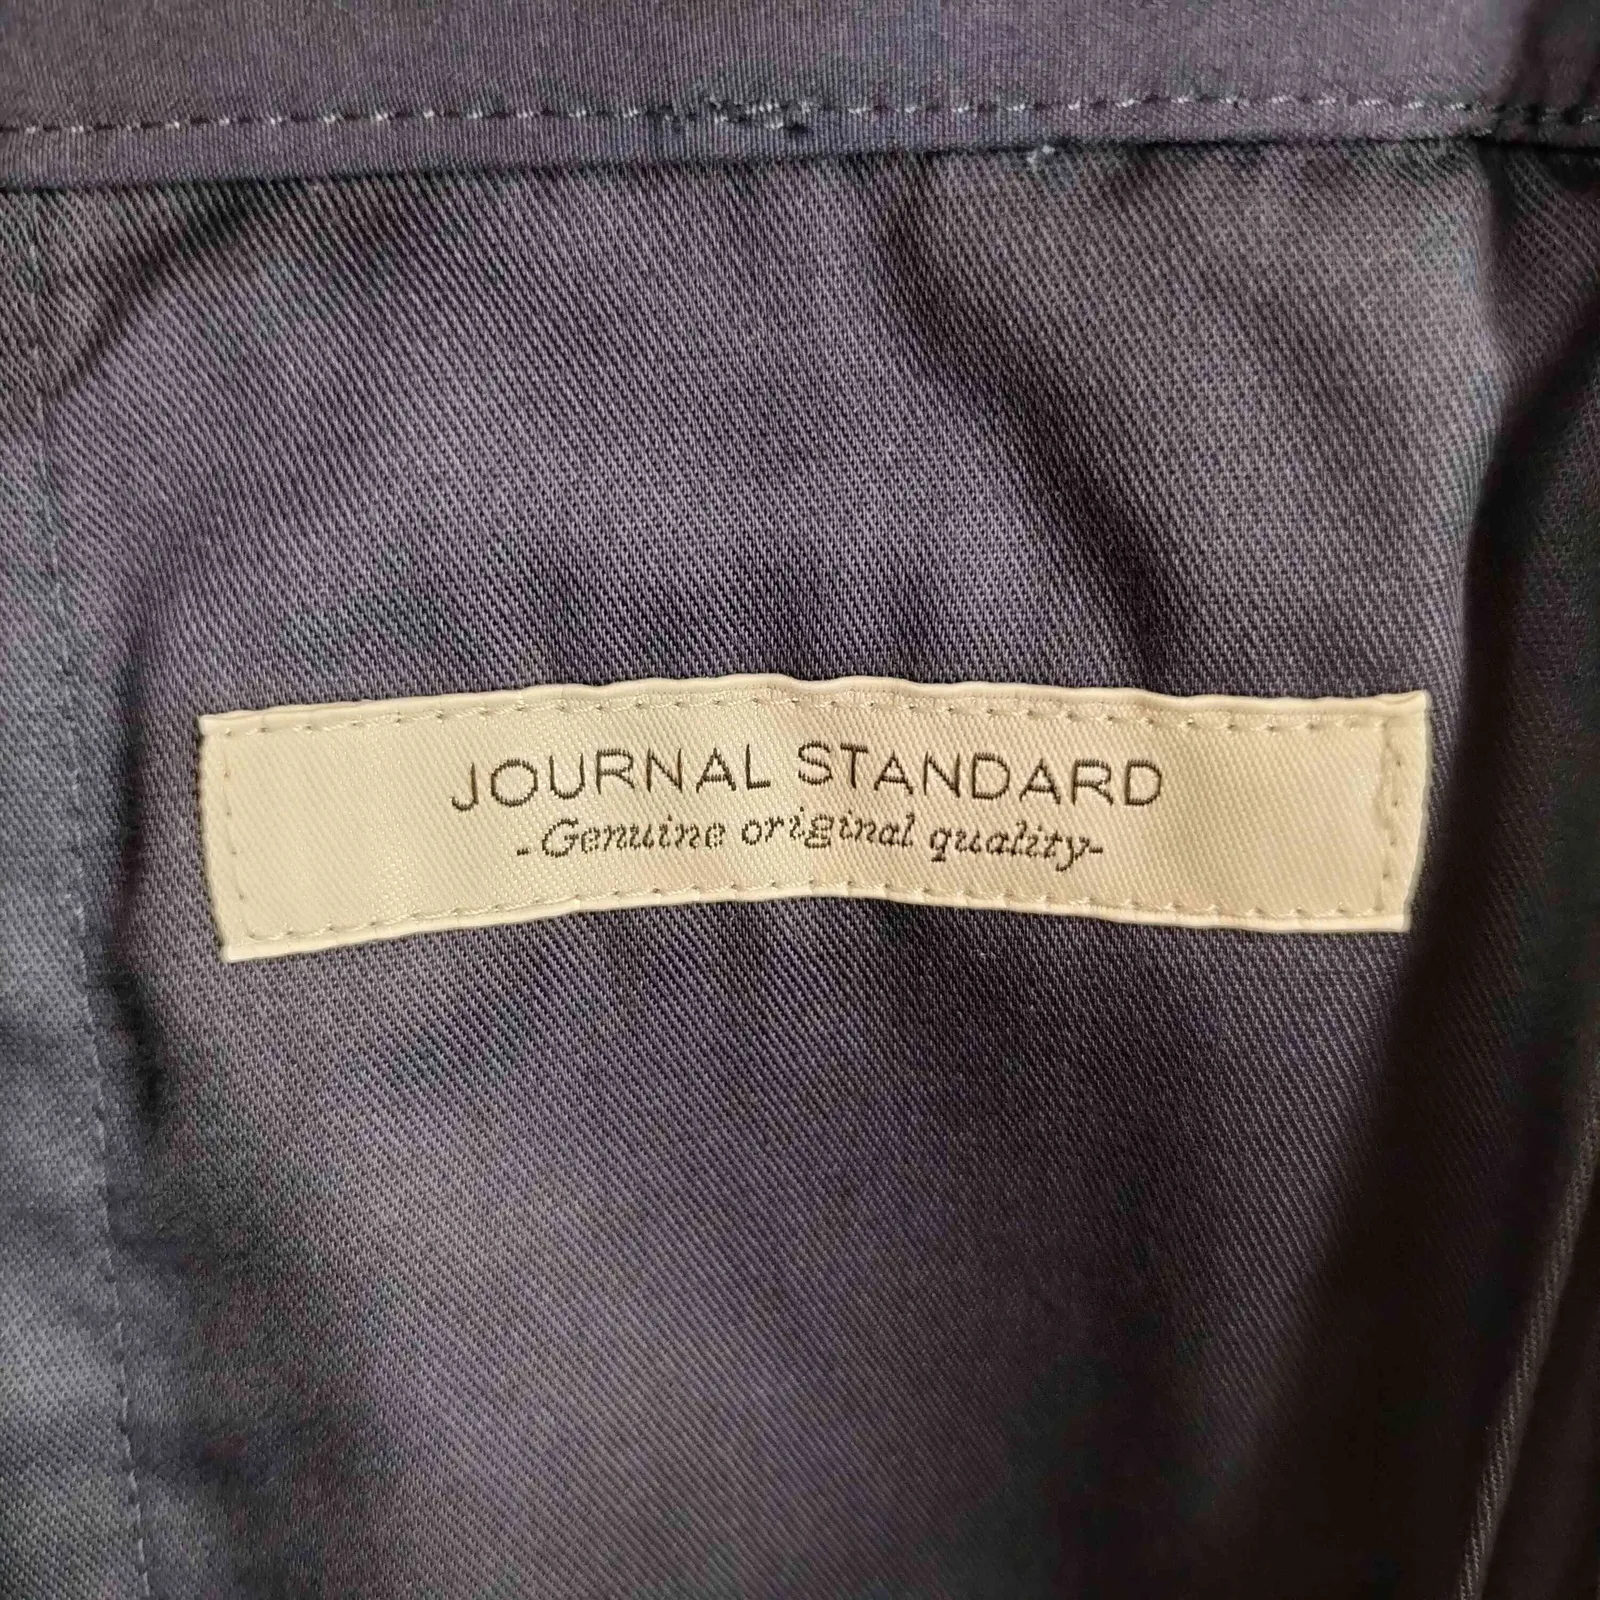 JOURNAL STANDARD
-Genuine original quality-